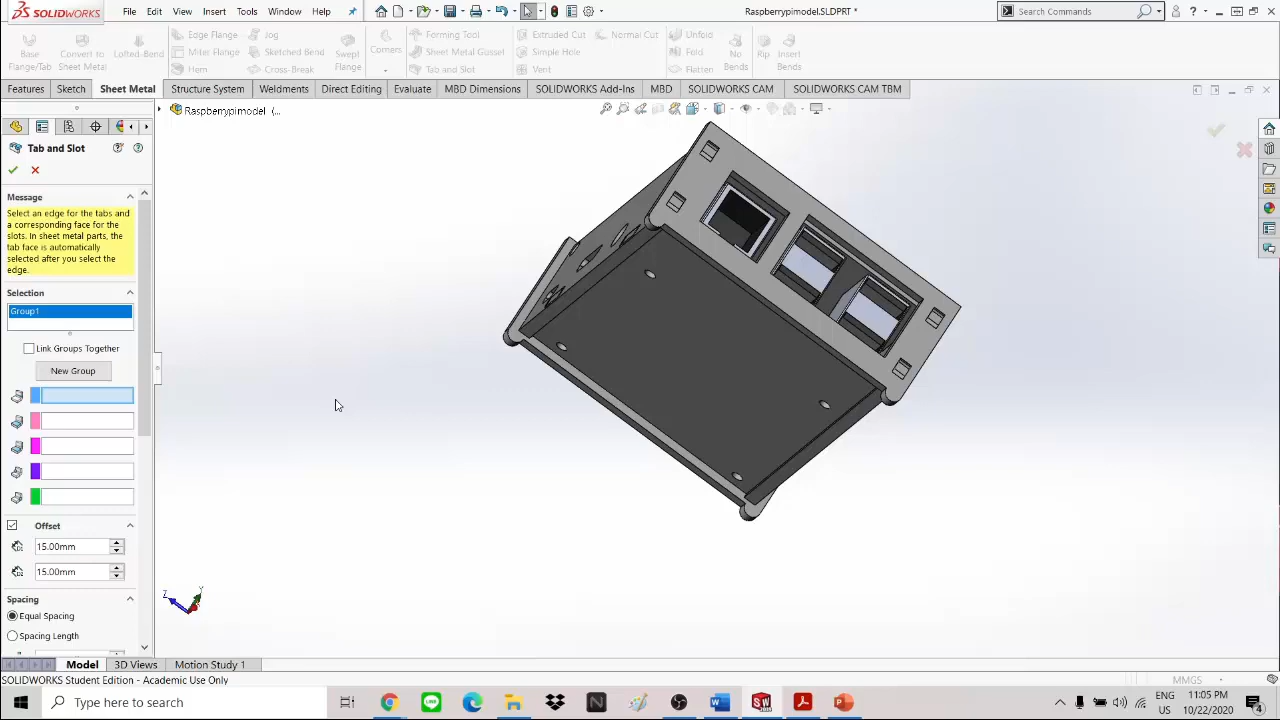 SOLIDWORKS
File Edit View Insert Tools Window Help
Raspberrypimodel.SLDPRT *
Search Commands
Base Flange/Tab
Convert to Sheet Metal
Lofted-Bend
Edge Flange
Miter Flange
Hem
Jog
Sketched Bend
Cross-Break
Swept Flange
Corners
Forming Tool
Sheet Metal Gusset
Tab and Slot
Extruded Cut
Simple Hole
Vent
Normal Cut
Unfold
Fold
Flatten
No Bends
Rip
Insert Bends
Features Sketch Sheet Metal Structure System Weldments Direct Editing Evaluate MBD Dimensions SOLIDWORKS Add-Ins MBD SOLIDWORKS CAM SOLIDWORKS CAM TBM
Raspberrypimodel (...
Tab and Slot
Message
Select an edge for the tabs and
a corresponding face for the
slots. In sheet metal parts, the
tab face is automatically
selected after you select the
edge.
Selection
Group1
Link Groups Together
New Group
Offset
15.00mm
15.00mm
Spacing
Equal Spacing
Spacing Length
Z Y
Model 3D Views Motion Study 1
SOLIDWORKS Student Edition - Academic Use Only
MMGS
Type here to search
ENG
US
11:05 PM
10/22/2020
4